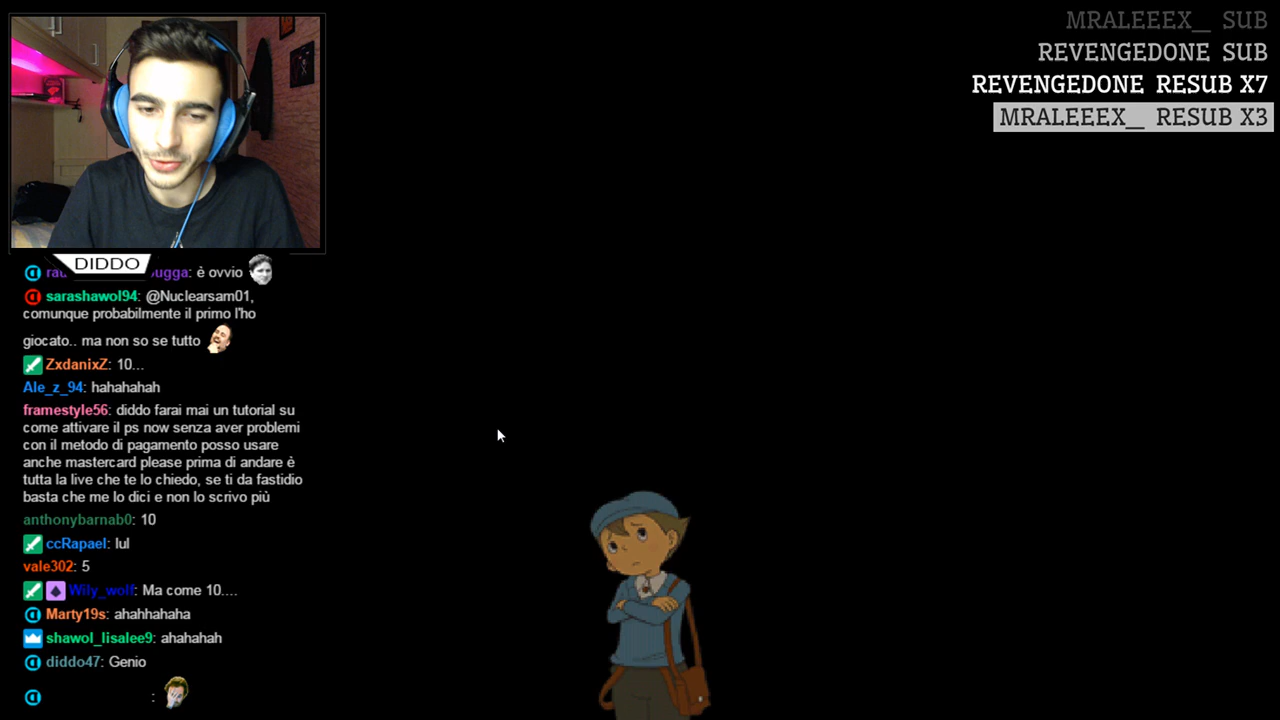 MRALEEEX_ SUB
REVENGEDONE SUB
REVENGEDONE RESUB X7
MRALEEEX_ RESUB X3
DIDDO
ugga: è ovvio
sarashawol94: @Nuclearsam01,
comunque probabilmente il primo l'ho
giocato.. ma non so se tutto
ZxdanixZ: 10...
Ale_z_94: hahahahah
framestyle56: diddo farai mai un tutorial su
come attivare il ps now senza aver problemi
con il metodo di pagamento posso usare
anche mastercard please prima di andare è
tutta la live che te lo chiedo, se ti da fastidio
basta che me lo dici e non lo scrivo più
anthonybarnab0: 10
ccRapael: lul
vale302: 5
Wily_wolf: Ma come 10....
Marty19s: ahahhahaha
shawol_lisalee9: ahahahah
diddo47: Genio
: